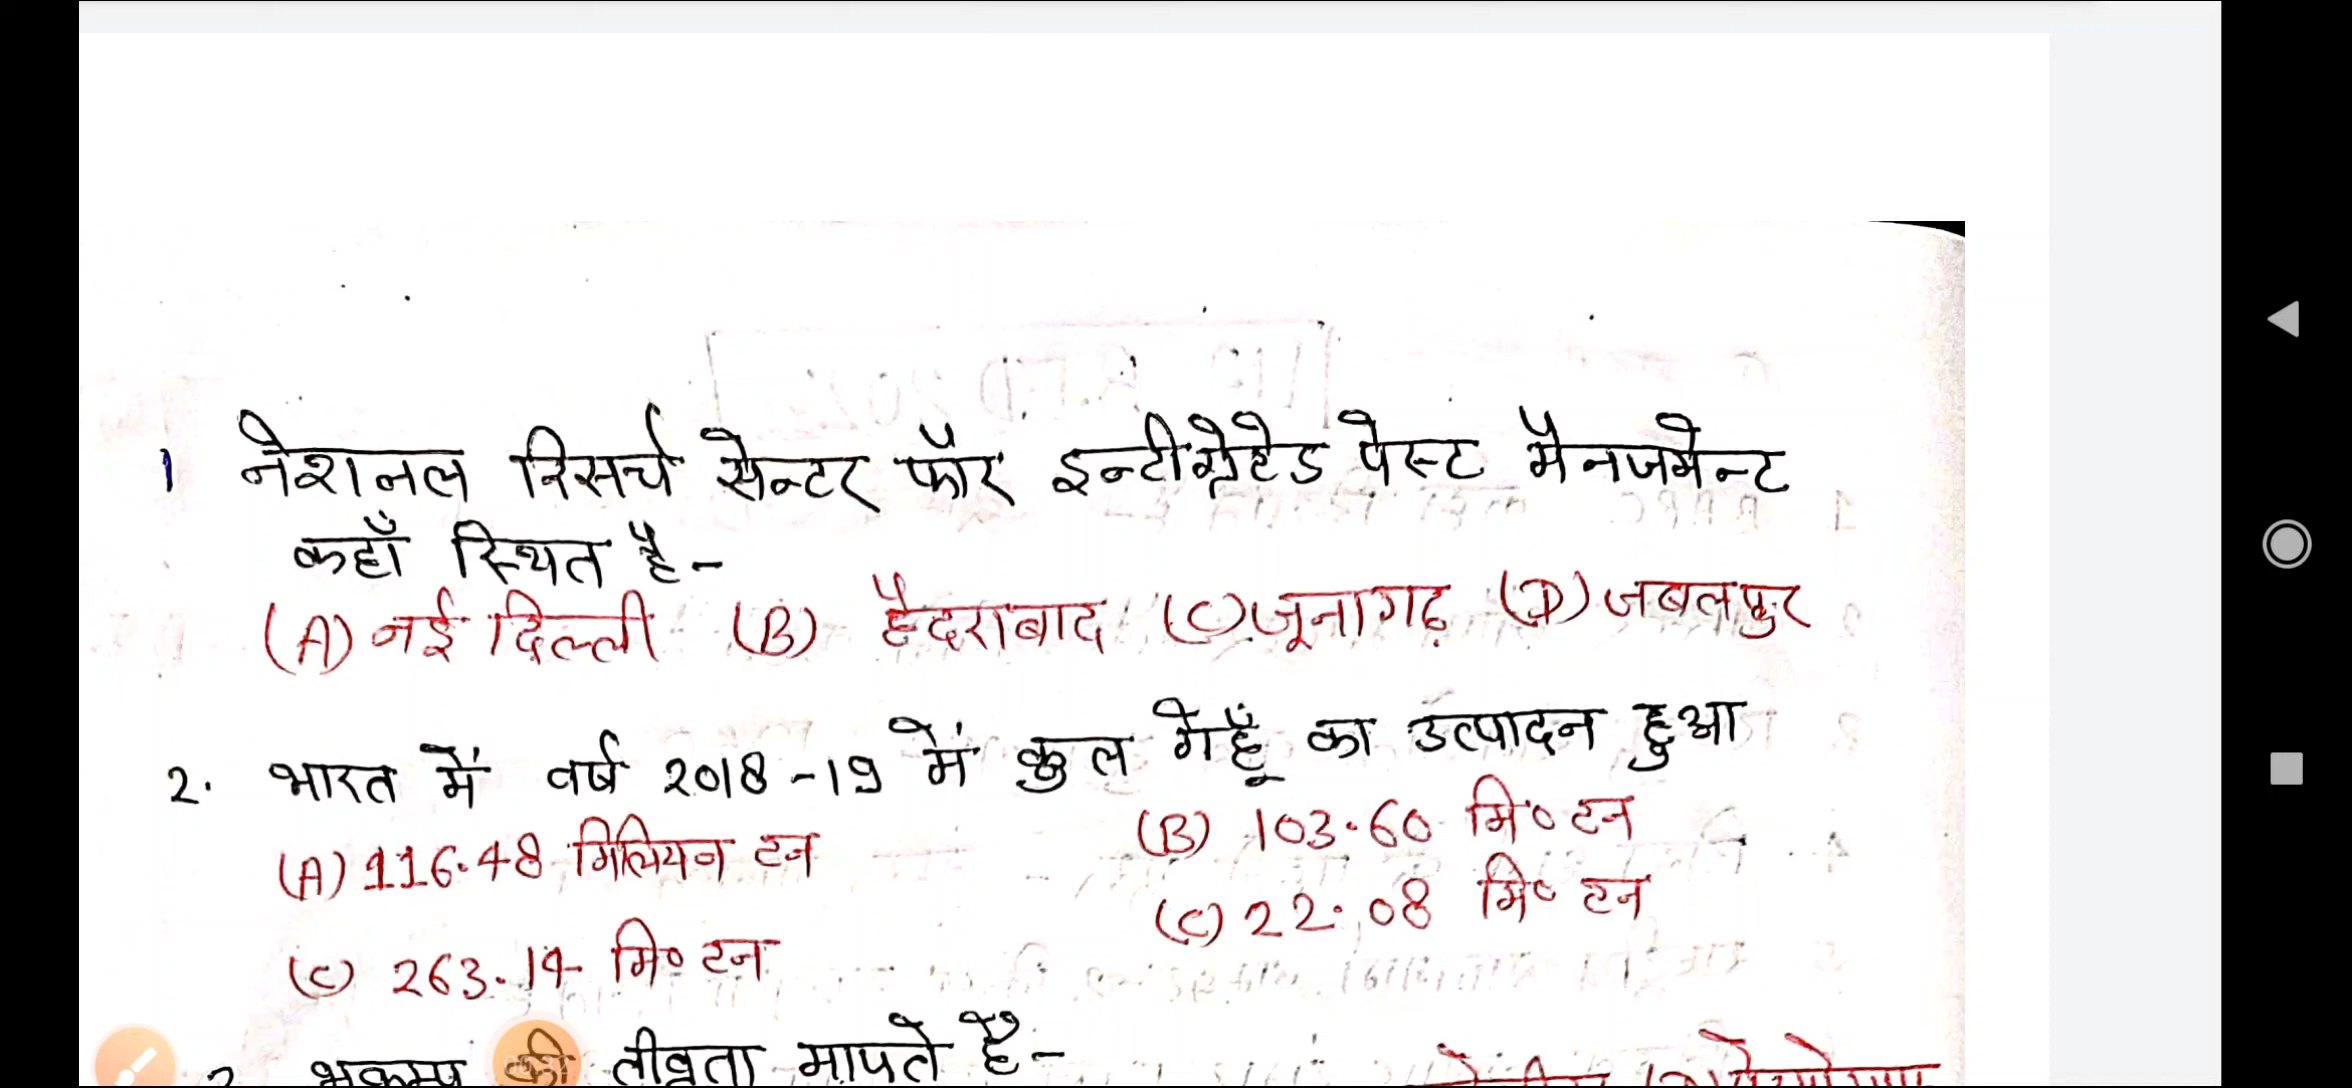 1 नेशनल रिसर्च सेन्टर फॉर इन्टीग्रेटेड पेस्ट मैनजमेन्ट
कहाँ स्थित है-
(A) नई दिल्ली (B) हैदराबाद (C) जूनागढ़ (D) जबलपुर
2. भारत में वर्ष 2018-19 में कुल गेहूँ का उत्पादन हुआ
(A) 116.48 मिलियन टन (B) 103.60 मि० टन
(C) 263.14 मि० टन (C) 22.08 मि० टन
की तीव्रता मापते है-